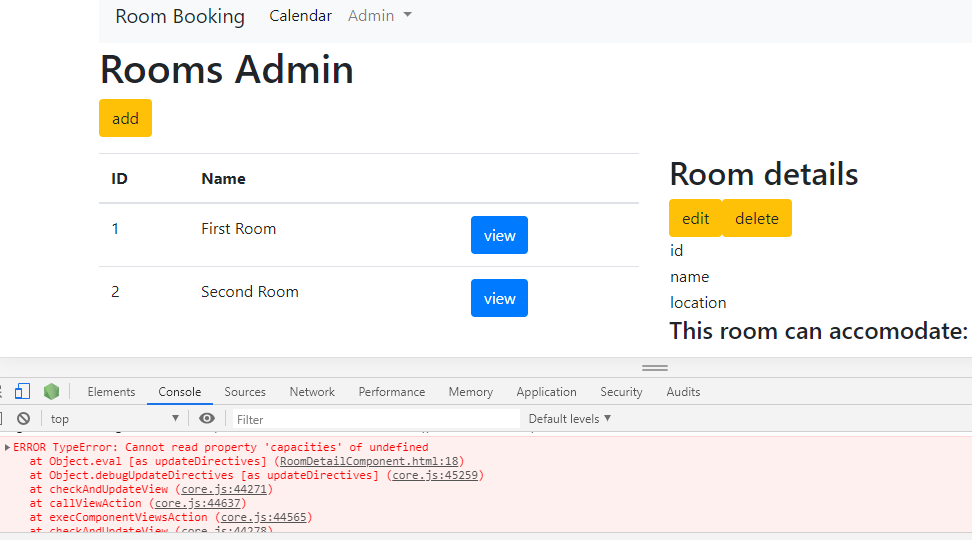 Room Booking Calendar Admin
Rooms Admin
add
ID Name
1 First Room view
2 Second Room view
Room details
edit delete
id
name
location
This room can accomodate:
Elements Console Sources Network Performance Memory Application Security Audits
top Filter Default levels
ERROR TypeError: Cannot read property 'capacities' of undefined
at Object.eval [as updateDirectives] (RoomDetailComponent.html:18)
at Object.debugUpdateDirectives [as updateDirectives] (core.js:45259)
at checkAndUpdateView (core.js:44271)
at callViewAction (core.js:44637)
at execComponentViewsAction (core.js:44565)
at checkAndUpdateView (core.js:44278)